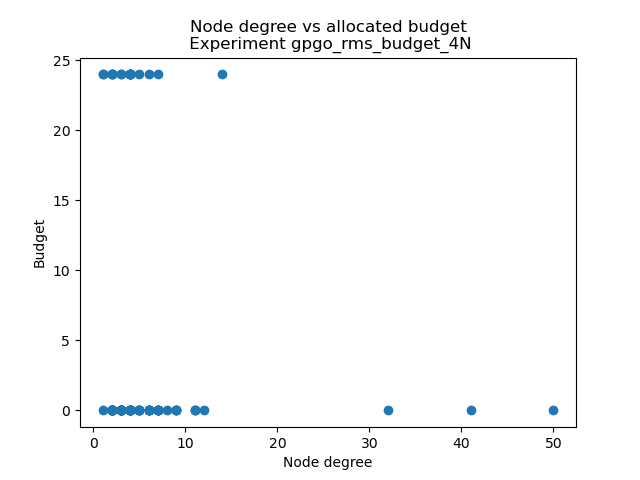 Node degree vs allocated budget
Experiment gpgo_rms_budget_4N
25
20
15
10
5
0
Budget
0 10 20 30 40 50
Node degree